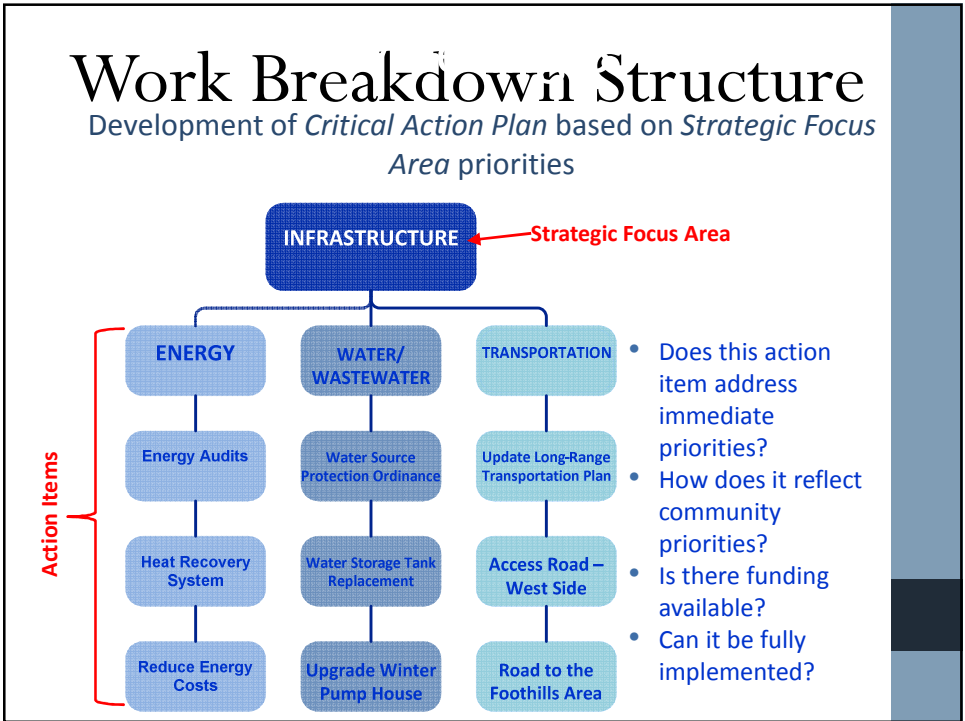 Work Breakdown Structure
Development of Critical Action Plan based on Strategic Focus
Area priorities
INFRASTRUCTURE
Strategic Focus Area
Action Items
ENERGY
Energy Audits
Heat Recovery
System
Reduce Energy
Costs
WATER/
WASTEWATER
Water Source
Protection Ordinance
Water Storage Tank
Replacement
Upgrade Winter
Pump House
TRANSPORTATION
Update Long-Range
Transportation Plan
Access Road –
West Side
Road to the
Foothills Area
• Does this action
item address
immediate
priorities?
• How does it reflect
community
priorities?
• Is there funding
available?
• Can it be fully
implemented?